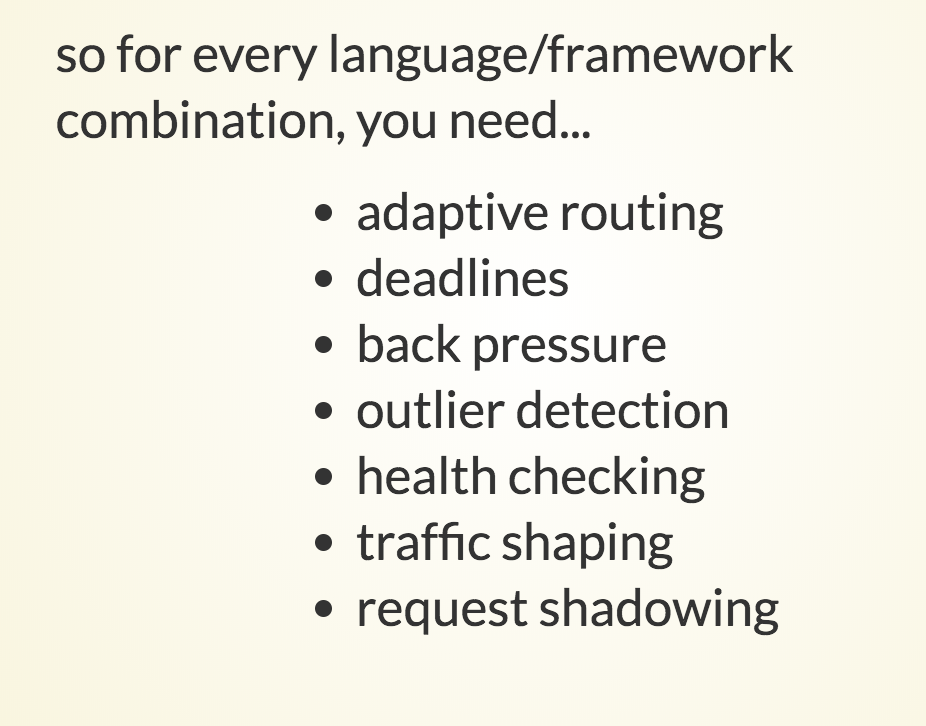 so for every language/framework
combination, you need...
• adaptive routing
• deadlines
• back pressure
• outlier detection
• health checking
• traffic shaping
• request shadowing